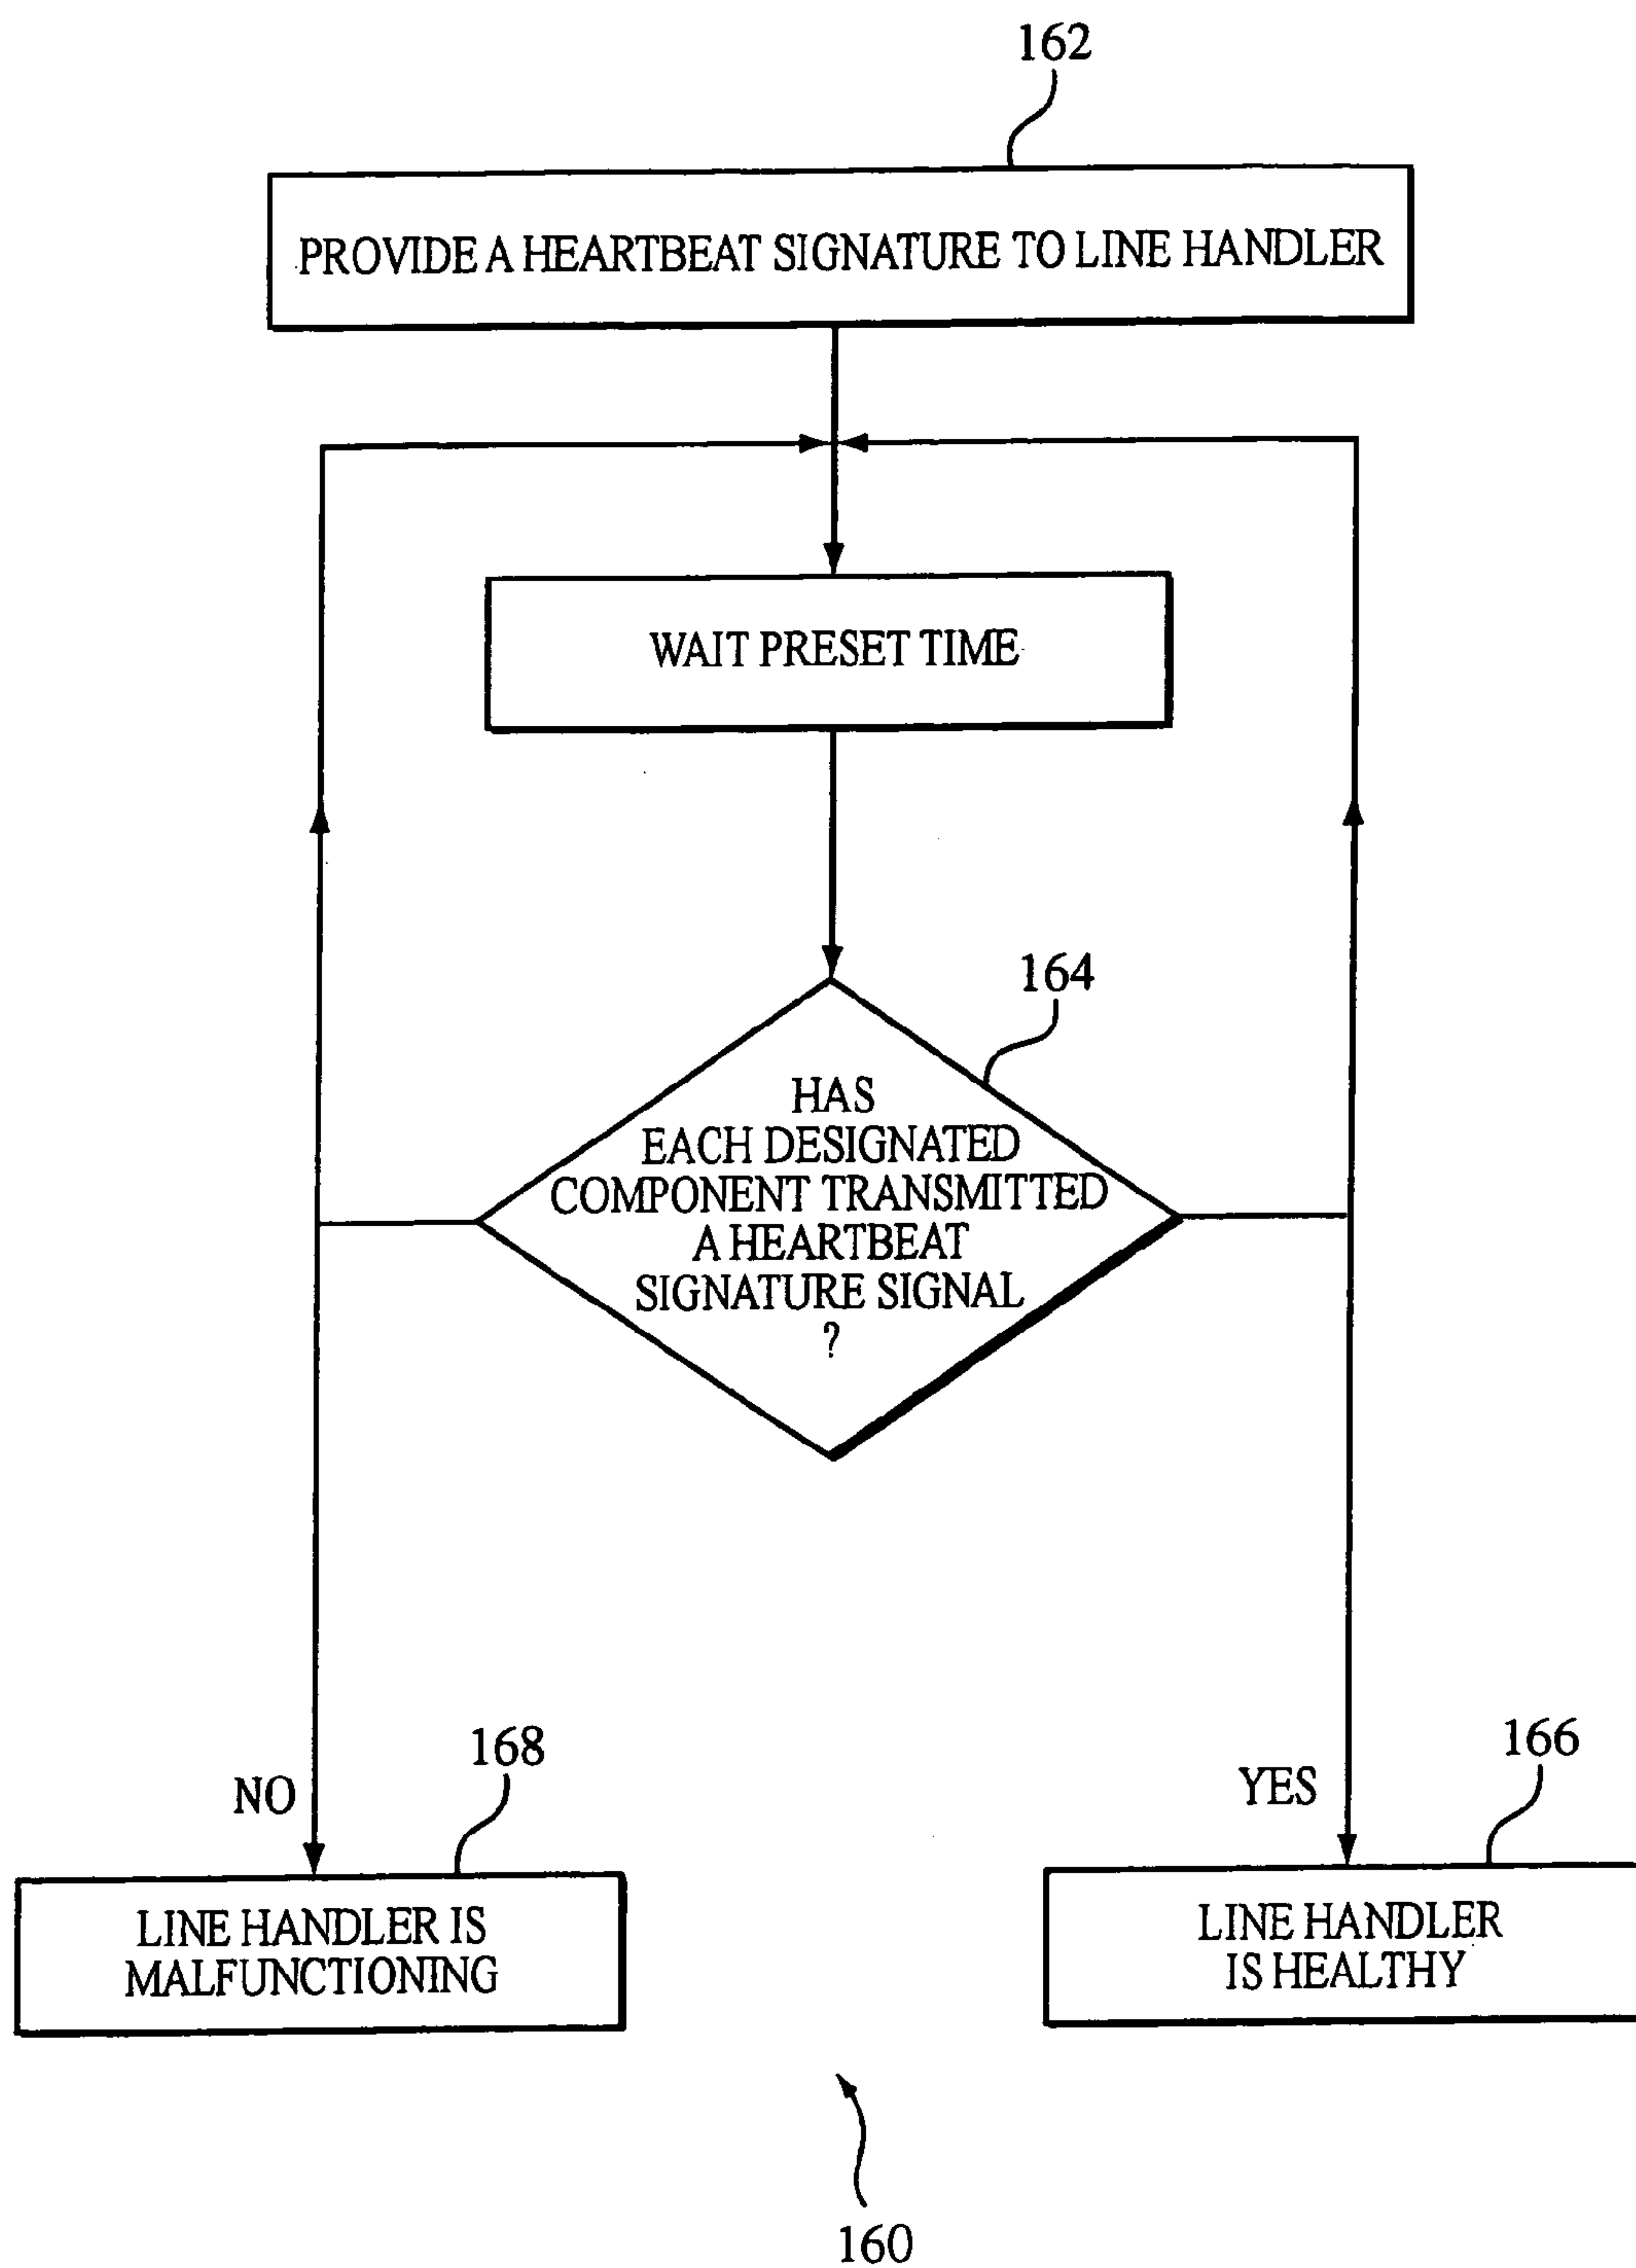 162
PROVIDE A HEARTBEAT SIGNATURE TO LINE HANDLER
WAIT PRESET TIME
164
HAS
EACH DESIGNATED
COMPONENT TRANSMITTED
A HEARTBEAT
SIGNATURE SIGNAL
?
NO
168
YES
166
LINE HANDLER IS
MALFUNCTIONING
LINE HANDLER
IS HEALTHY
160